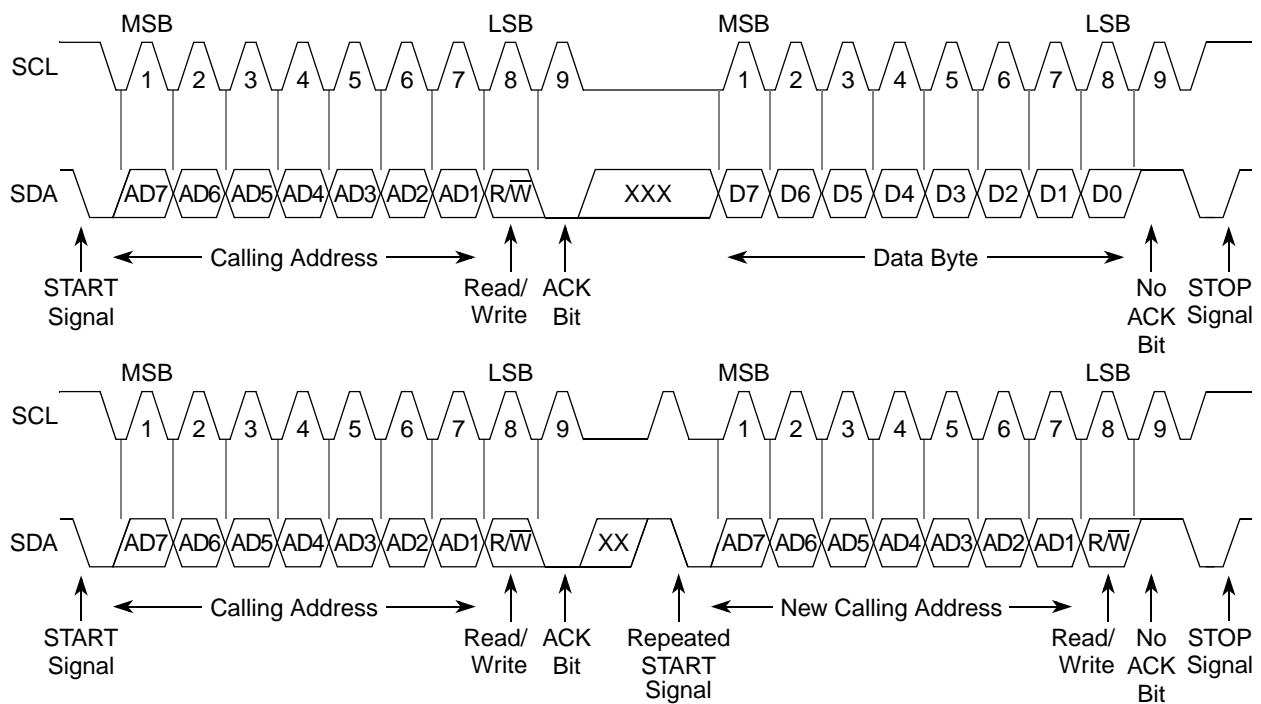 MSB LSB MSB LSB
SCL 1 2 3 4 5 6 7 8 9 1 2 3 4 5 6 7 8 9
SDA AD7 AD6 AD5 AD4 AD3 AD2 AD1 R/W̅ XXX D7 D6 D5 D4 D3 D2 D1 D0
Calling Address Data Byte
START Read/ ACK No STOP
Signal Write Bit ACK Signal
Bit
MSB LSB MSB LSB
SCL 1 2 3 4 5 6 7 8 9 1 2 3 4 5 6 7 8 9
SDA AD7 AD6 AD5 AD4 AD3 AD2 AD1 R/W̅ XX AD7 AD6 AD5 AD4 AD3 AD2 AD1 R/W̅
Calling Address New Calling Address
START Read/ ACK Repeated Read/ No STOP
Signal Write Bit START Write ACK Signal
Signal Bit